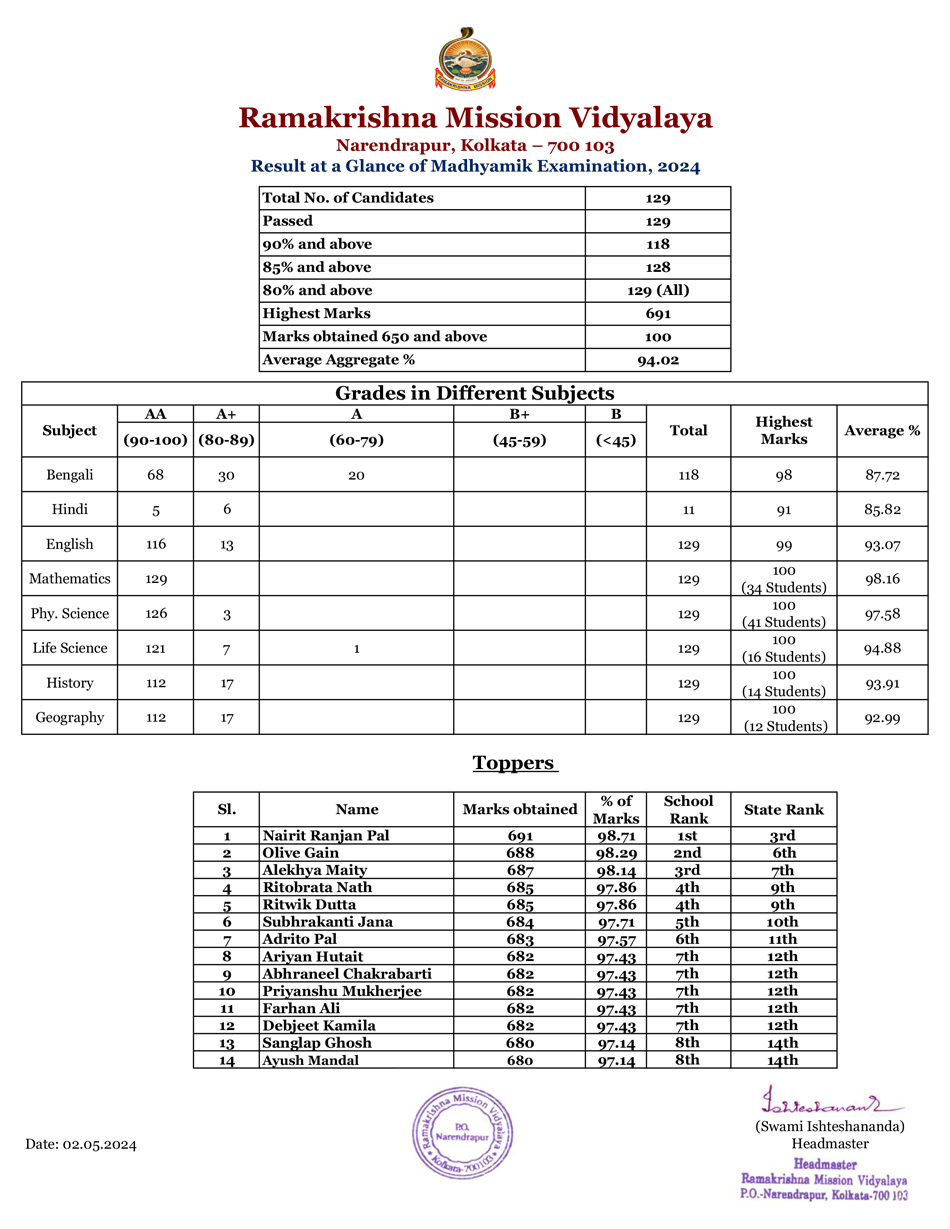 RAMAKRISHNA MISSION
Ramakrishna Mission Vidyalaya
Narendrapur, Kolkata – 700 103
Result at a Glance of Madhyamik Examination, 2024
Total No. of Candidates 129
Passed 129
90% and above 118
85% and above 128
80% and above 129 (All)
Highest Marks 691
Marks obtained 650 and above 100
Average Aggregate % 94.02
Grades in Different Subjects
Subject AA A+ A B+ B Total Highest Marks Average %
(90-100) (80-89) (60-79) (45-59) (<45)
Bengali 68 30 20 118 98 87.72
Hindi 5 6 11 91 85.82
English 116 13 129 99 93.07
Mathematics 129 129 100 (34 Students) 98.16
Phy. Science 126 3 129 100 (41 Students) 97.58
Life Science 121 7 1 129 100 (16 Students) 94.88
History 112 17 129 100 (14 Students) 93.91
Geography 112 17 129 100 (12 Students) 92.99
Toppers
Sl. Name Marks obtained % of Marks School Rank State Rank
1 Nairit Ranjan Pal 691 98.71 1st 3rd
2 Olive Gain 688 98.29 2nd 6th
3 Alekhya Maity 687 98.14 3rd 7th
4 Ritobrata Nath 685 97.86 4th 9th
5 Ritwik Dutta 685 97.86 4th 9th
6 Subhrakanti Jana 684 97.71 5th 10th
7 Adrito Pal 683 97.57 6th 11th
8 Ariyan Hutait 682 97.43 7th 12th
9 Abhraneel Chakrabarti 682 97.43 7th 12th
10 Priyanshu Mukherjee 682 97.43 7th 12th
11 Farhan Ali 682 97.43 7th 12th
12 Debjeet Kamila 682 97.43 7th 12th
13 Sanglap Ghosh 680 97.14 8th 14th
14 Ayush Mandal 680 97.14 8th 14th
Ramakrishna Mission Vidyalaya
P.O.
Narendrapur
Kolkata-700103
Ishteshananda
(Swami Ishteshananda)
Date: 02.05.2024
Headmaster
Headmaster
Ramakrishna Mission Vidyalaya
P.O.-Narendrapur, Kolkata-700 103